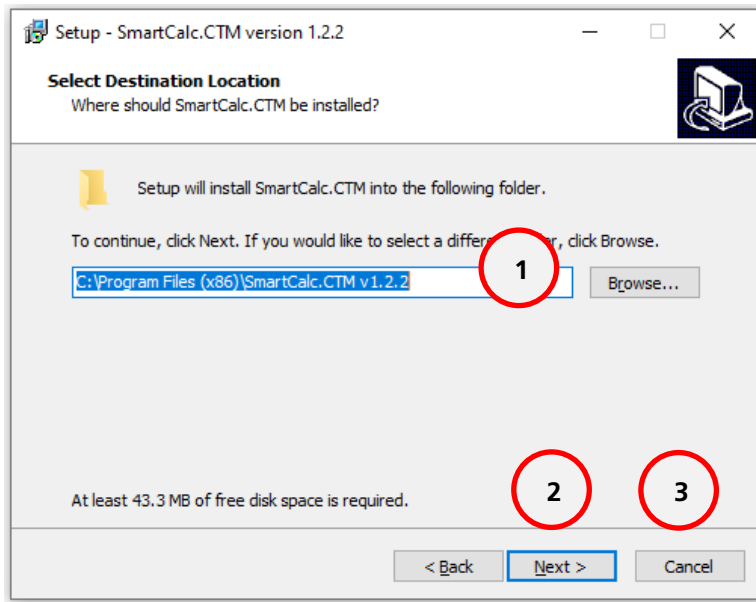 Setup - SmartCalc.CTM version 1.2.2
Select Destination Location
Where should SmartCalc.CTM be installed?
Setup will install SmartCalc.CTM into the following folder.
To continue, click Next. If you would like to select a differe er, click Browse.
1
C:\Program Files (x86)\SmartCalc.CTM v1.2.2
Browse...
At least 43.3 MB of free disk space is required.
2
3
< Back
Next >
Cancel